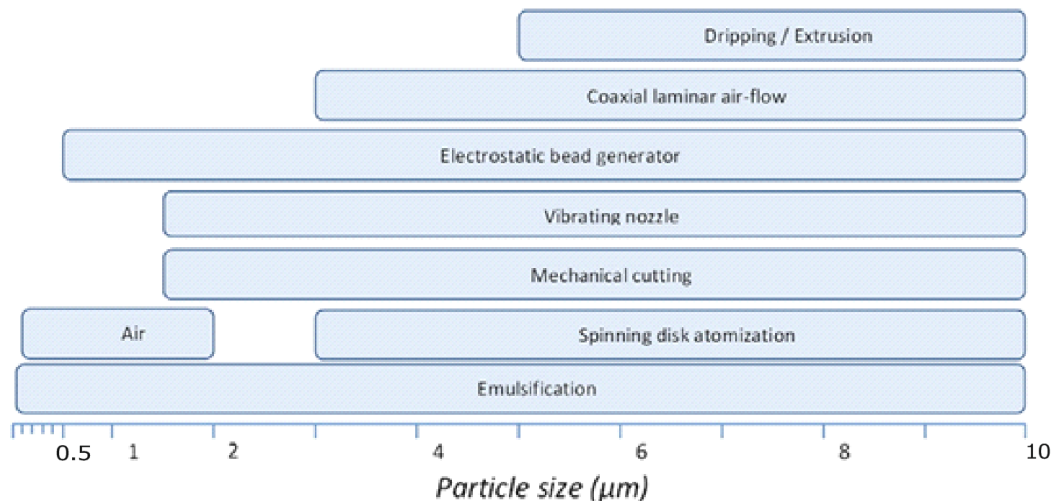 Dripping / Extrusion
Coaxial laminar air-flow
Electrostatic bead generator
Vibrating nozzle
Mechanical cutting
Air Spinning disk atomization
Emulsification
0.5 1 2 4 6 8 10
Particle size (μm)